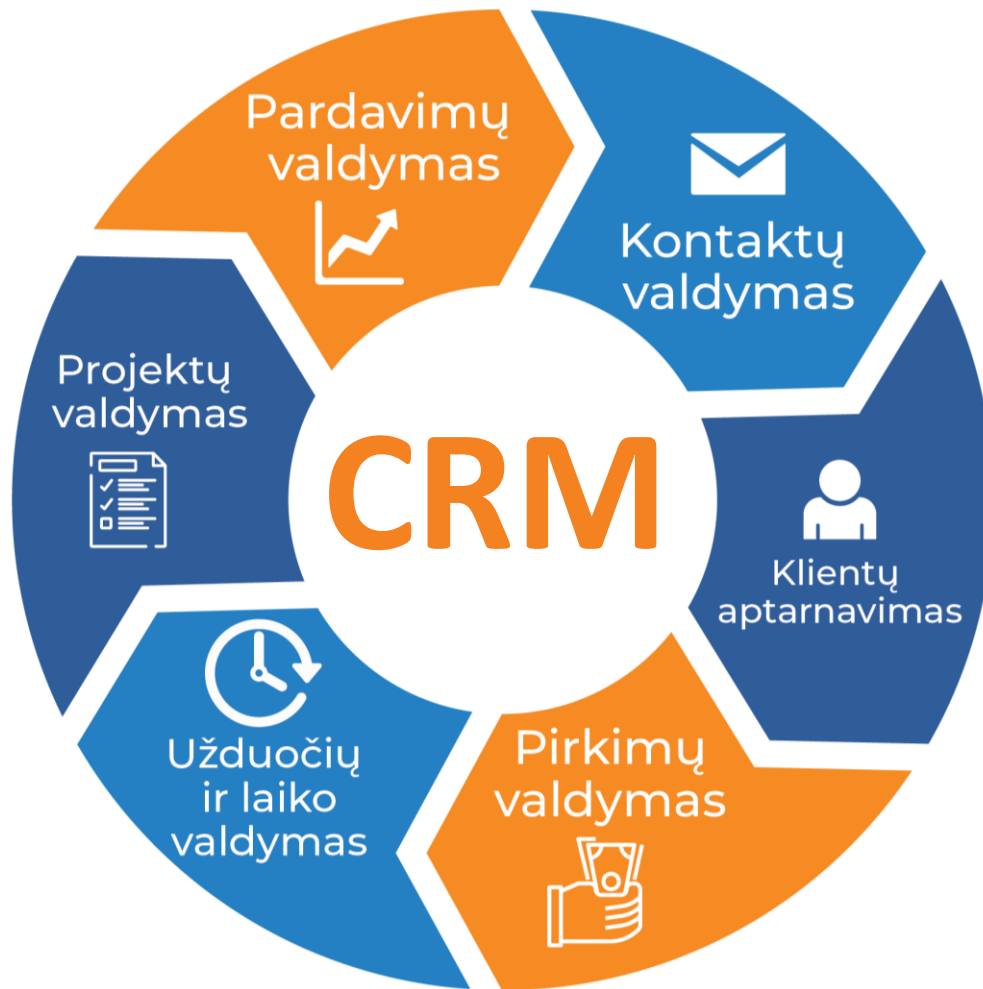 Pardavimų
valdymas
Kontaktų
valdymas
Klientų
aptarnavimas
Pirkimų
valdymas
Užduočių
ir laiko
valdymas
Projektų
valdymas
CRM